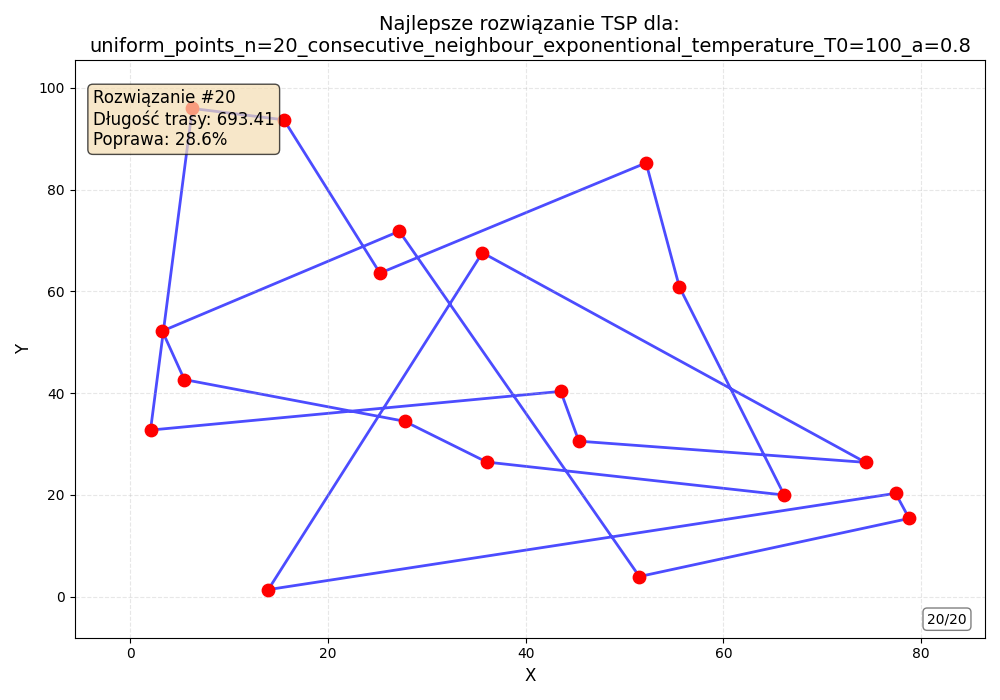 Najlepsze rozwiązanie TSP dla:
uniform_points_n=20_consecutive_neighbour_exponential_temperature_T0=100_a=0.8
Rozwiązanie #20
Długość trasy: 693.41
Poprawa: 28.6%
100
80
60
40
20
0
Y
20/20
0 20 40 60 80
X